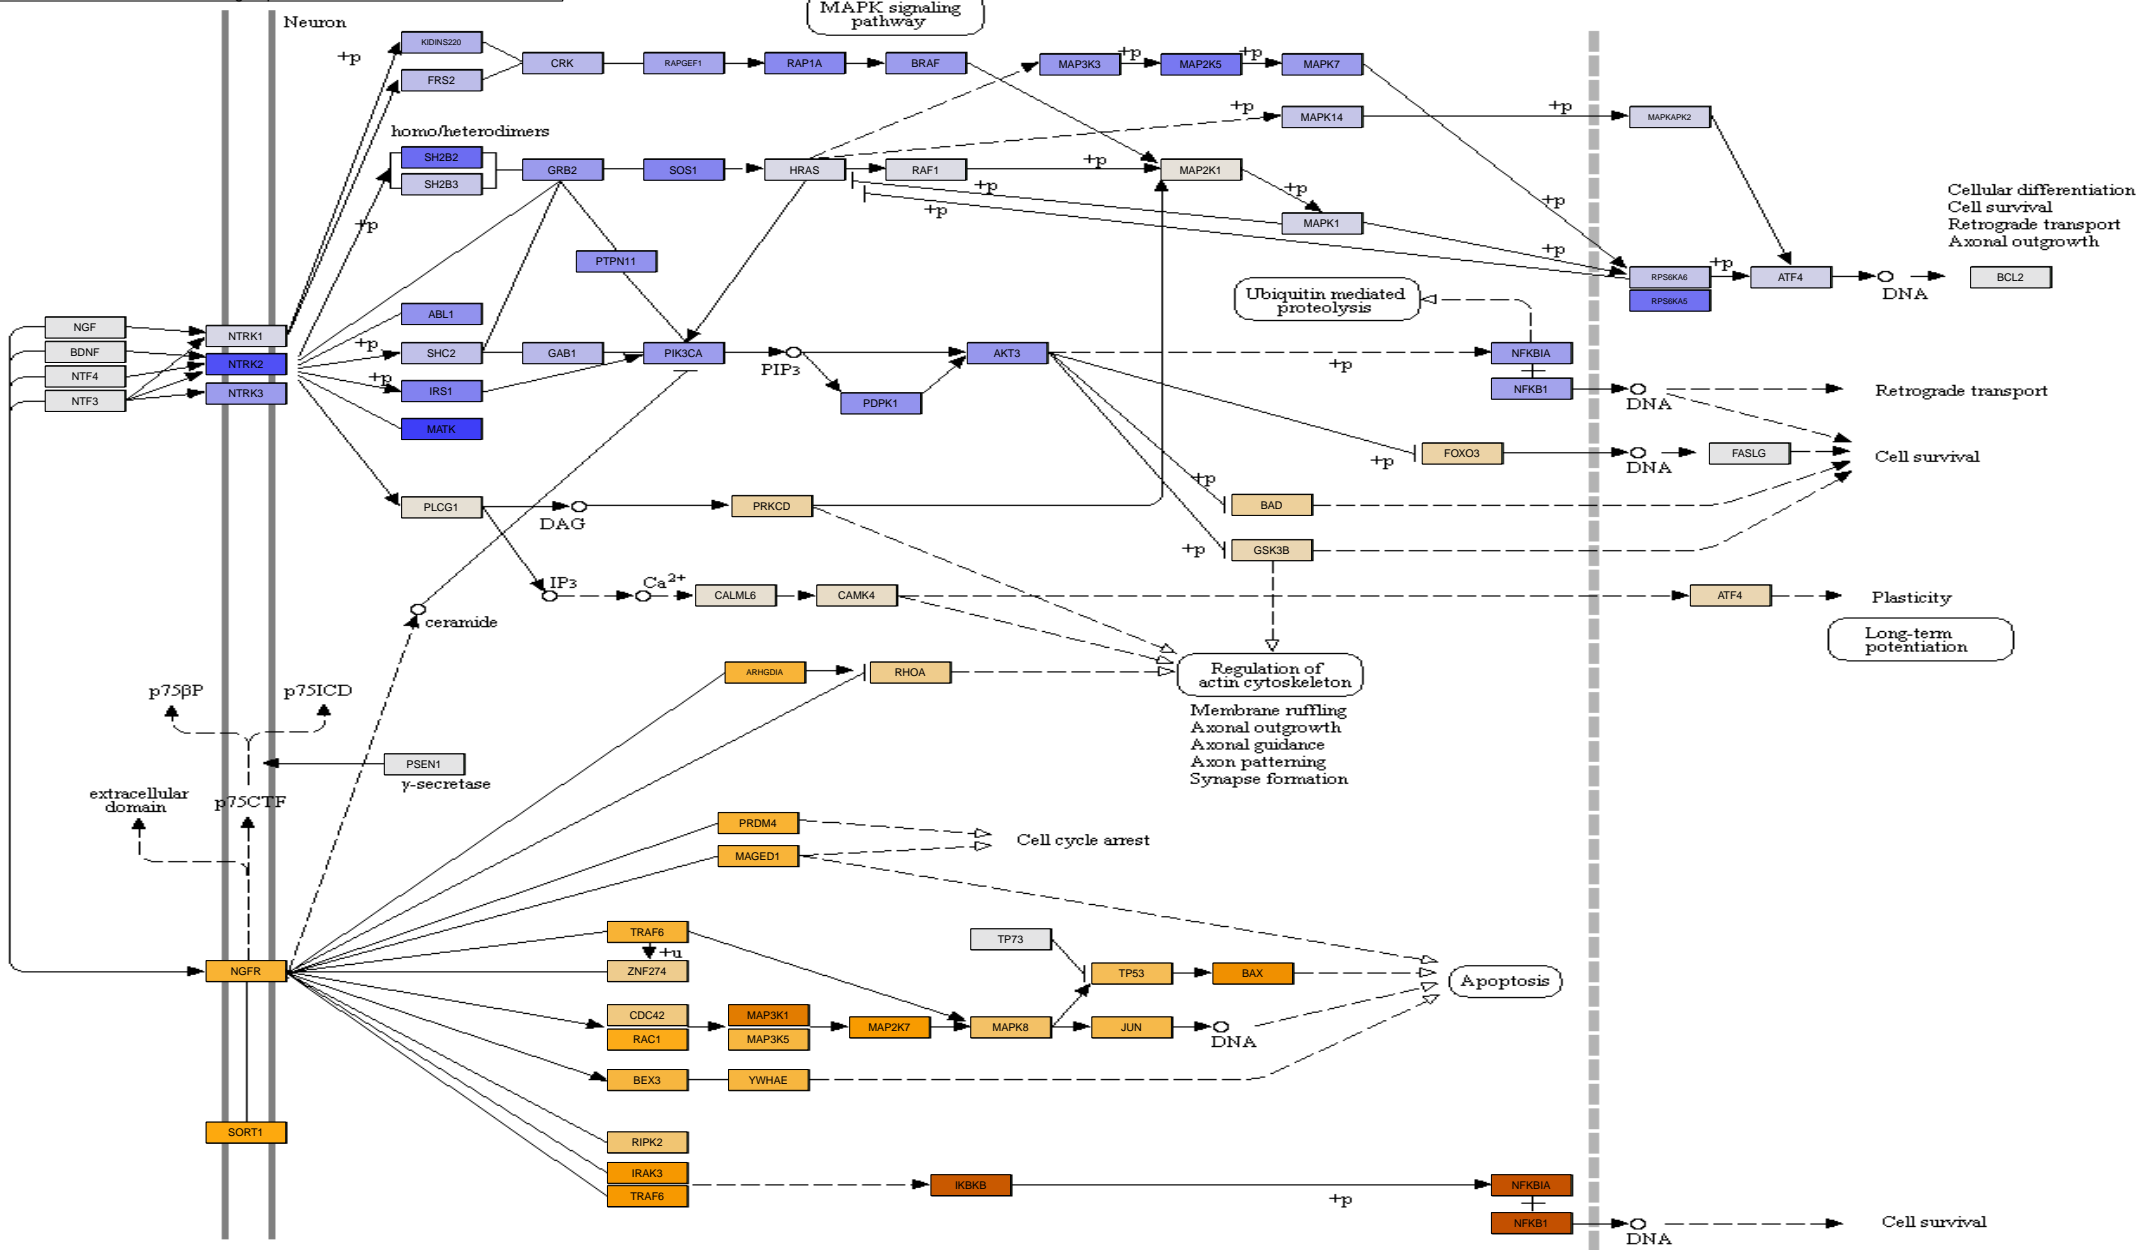 MAPK signaling
pathway
Neuron
+p
KIDINS220
FRS2
CRK
RAPGEF1
RAP1A
BRAF
MAP3K3
+p
MAP2K5
+p
MAPK7
+p
MAPK14
+p
MAPKAPK2
homo/heterodimers
SH2B2
SH2B3
GRB2
SOS1
HRAS
RAF1
+p
MAP2K1
+p
+p
+p
+p
MAPK1
+p
+p
Cellular differentiation
Cell survival
Retrograde transport
Axonal outgrowth
PTPN11
Ubiquitin mediated
proteolysis
RPS6KA6
RPS6KA5
+p
ATF4
DNA
BCL2
NGF
BDNF
NTF4
NTF3
NTRK1
NTRK2
NTRK3
ABL1
+p
SHC2
+p
IRS1
MATK
GAB1
PIK3CA
PIP3
PDPK1
AKT3
+p
NFKBIA
NFKB1
DNA
Retrograde transport
+p
FOXO3
DNA
FASLG
Cell survival
PLCG1
DAG
PRKCD
+p
BAD
+p
GSK3B
IP3
Ca2+
CALML6
CAMK4
ATF4
Plasticity
Long-term
potentiation
ceramide
ARHGDIA
RHOA
Regulation of
actin cytoskeleton
Membrane ruffling
Axonal outgrowth
Axonal guidance
Axon patterning
Synapse formation
p75βP
p75ICD
PSEN1
γ-secretase
extracellular
domain
p75CTF
PRDM4
MAGED1
Cell cycle arrest
TRAF6
+u
ZNF274
TP73
TP53
BAX
Apoptosis
NGFR
CDC42
RAC1
MAP3K1
MAP3K5
MAP2K7
MAPK8
JUN
DNA
BEX3
YWHAE
SORT1
RIPK2
IRAK3
TRAF6
IKBKB
+p
NFKBIA
NFKB1
DNA
Cell survival